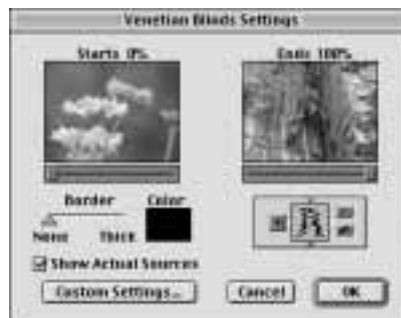 Venetian Blinds Settings
Starts 0%
Ends 100%
Border
Color
None
Thick
Show Actual Sources
Custom Settings...
Cancel
OK